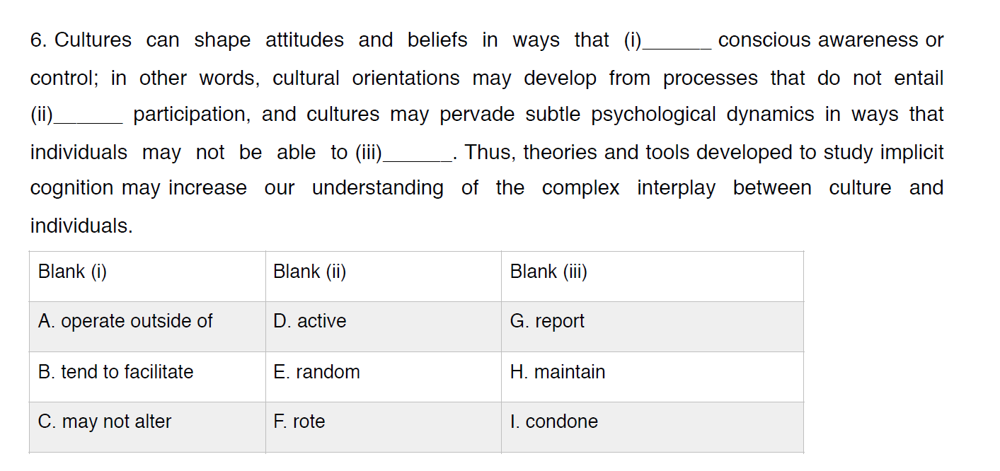 6. Cultures can shape attitudes and beliefs in ways that (i)______ conscious awareness or
control; in other words, cultural orientations may develop from processes that do not entail
(ii)______ participation, and cultures may pervade subtle psychological dynamics in ways that
individuals may not be able to (iii)______. Thus, theories and tools developed to study implicit
cognition may increase our understanding of the complex interplay between culture and
individuals.
Blank (i) Blank (ii) Blank (iii)
A. operate outside of D. active G. report
B. tend to facilitate E. random H. maintain
C. may not alter F. rote I. condone